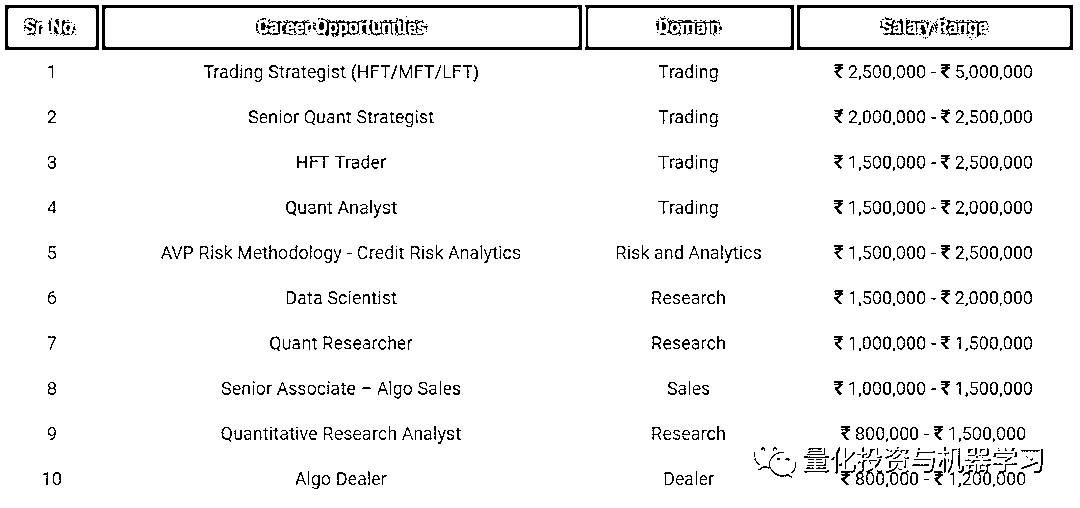 Sr. No. Career Opportunities Domain Salary Range
1 Trading Strategist (HFT/MFT/LFT) Trading ₹ 2,500,000 - ₹ 5,000,000
2 Senior Quant Strategist Trading ₹ 2,000,000 - ₹ 2,500,000
3 HFT Trader Trading ₹ 1,500,000 - ₹ 2,500,000
4 Quant Analyst Trading ₹ 1,500,000 - ₹ 2,000,000
5 AVP Risk Methodology - Credit Risk Analytics Risk and Analytics ₹ 1,500,000 - ₹ 2,500,000
6 Data Scientist Research ₹ 1,500,000 - ₹ 2,000,000
7 Quant Researcher Research ₹ 1,000,000 - ₹ 1,500,000
8 Senior Associate – Algo Sales Sales ₹ 1,000,000 - ₹ 1,500,000
9 Quantitative Research Analyst Research ₹ 800,000 - ₹ 1,500,000
量化投资与机器学习
10 Algo Dealer Dealer ₹ 800,000 - ₹ 1,200,000